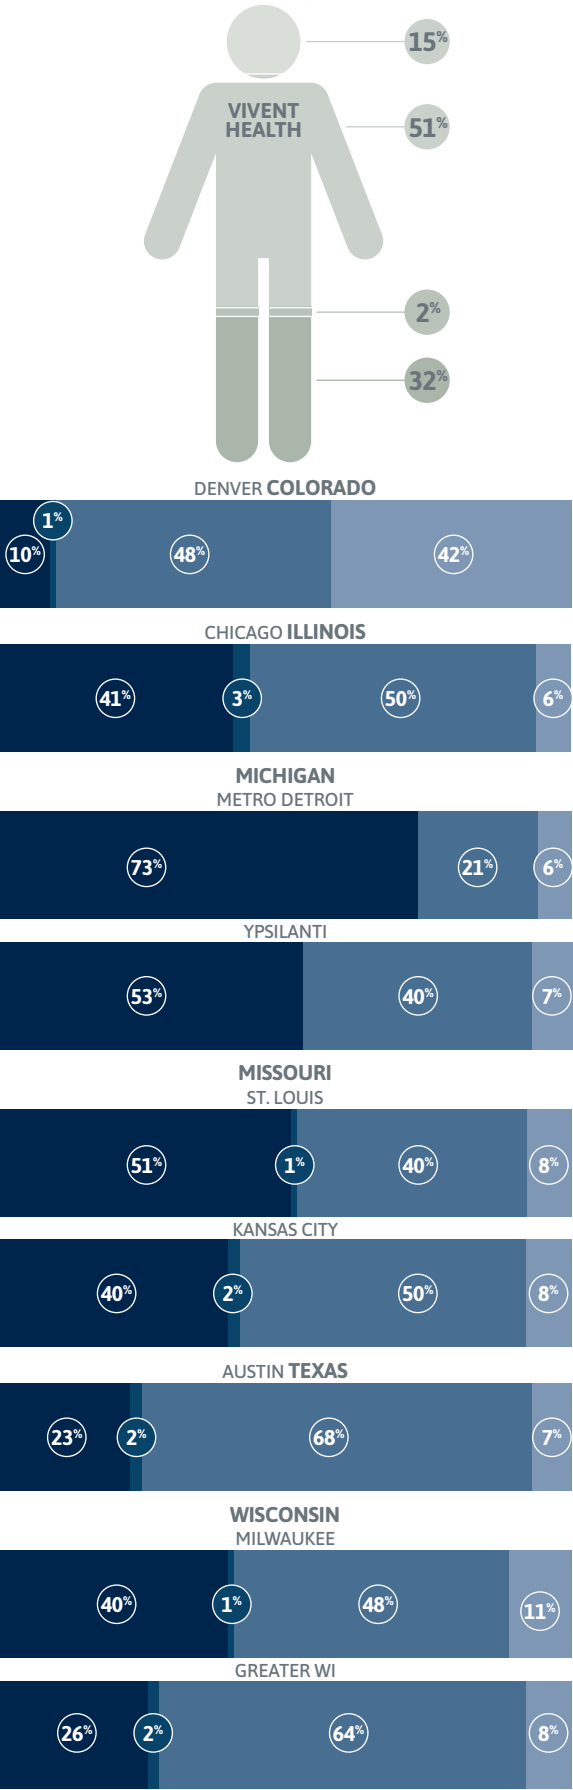 15%
VIVENT
HEALTH
51%
2%
32%
DENVER COLORADO
1%
10% 48% 42%
CHICAGO ILLINOIS
41% 3% 50% 6%
MICHIGAN
METRO DETROIT
73% 21% 6%
YPSILANTI
53% 40% 7%
MISSOURI
ST. LOUIS
51% 1% 40% 8%
KANSAS CITY
40% 2% 50% 8%
AUSTIN TEXAS
23% 2% 68% 7%
WISCONSIN
MILWAUKEE
40% 1% 48% 11%
GREATER WI
26% 2% 64% 8%